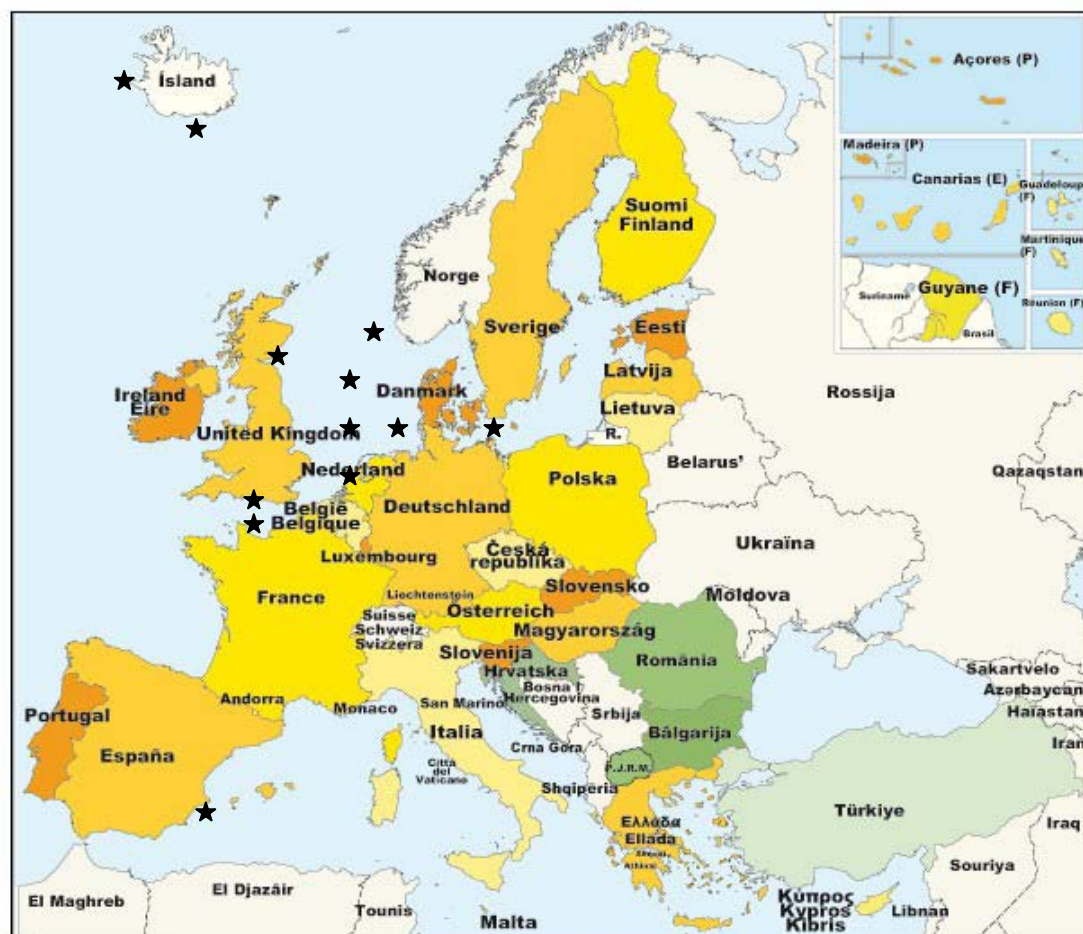 Ísland
Açores (P)
Madeira (P)
Canarias (E)
Guadeloup
(F)
Martinique
(F)
Guyane (F)
Suriname
Brasil
Réunion (F)
Suomi
Finland
Norge
Sverige
Eesti
Latvija
Lietuva
R.
Rossija
Danmark
Ireland
Éire
United Kingdom
Nederland
Belarus'
Qazaqstan
Polska
België
Belgique
Deutschland
Luxembourg
Česká
republika
Ukraïna
Slovensko
France
Liechtenstein
Österreich
Moldova
Suisse
Schweiz
Svizzera
Magyarország
Slovenija
Hrvatska
România
Sakartvelo
Andorra
Monaco
San Marino
Bosna I
Hercegovina
Srbija
Azərbaycan
Haïastan
Portugal
España
Italia
Città
del
Vaticano
Crna Gora
Bălgarija
P.J.R.M.
Iran
Shqipëria
Türkiye
Ελλάδα
Ellada
Iraq
Souriya
El Maghreb
El Djazâir
Tounis
Malta
Κύπρος
Kypros
Kibris
Libnan